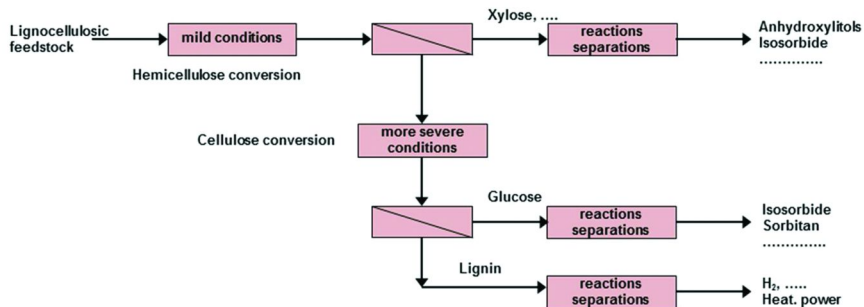 Lignocellulosic
feedstock
mild conditions
Hemicellulose conversion
Xylose, ....
reactions
separations
Anhydroxylitols
Isosorbide
..............
Cellulose conversion
more severe
conditions
Glucose
reactions
separations
Isosorbide
Sorbitan
..............
Lignin
reactions
separations
H₂, .....
Heat. power